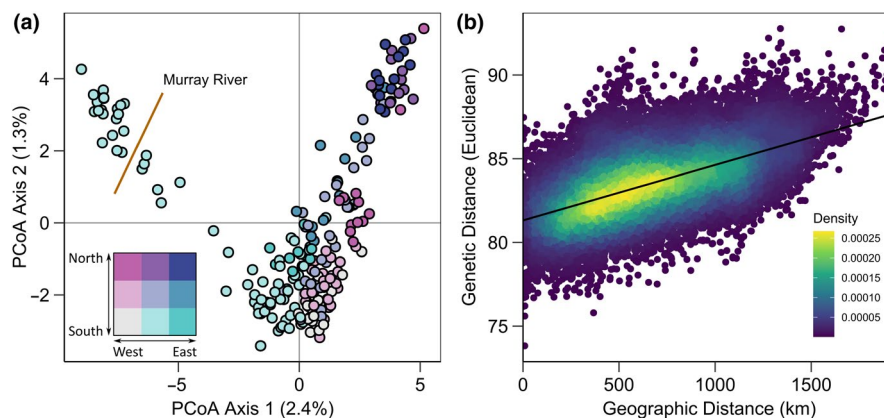 (a)
Murray River
PCoA Axis 2 (1.3%)
4
2
0
−2
North
South
West East
−5 0 5
PCoA Axis 1 (2.4%)
(b)
Genetic Distance (Euclidean)
90
85
80
75
Density
0.00025
0.00020
0.00015
0.00010
0.00005
0 500 1000 1500
Geographic Distance (km)